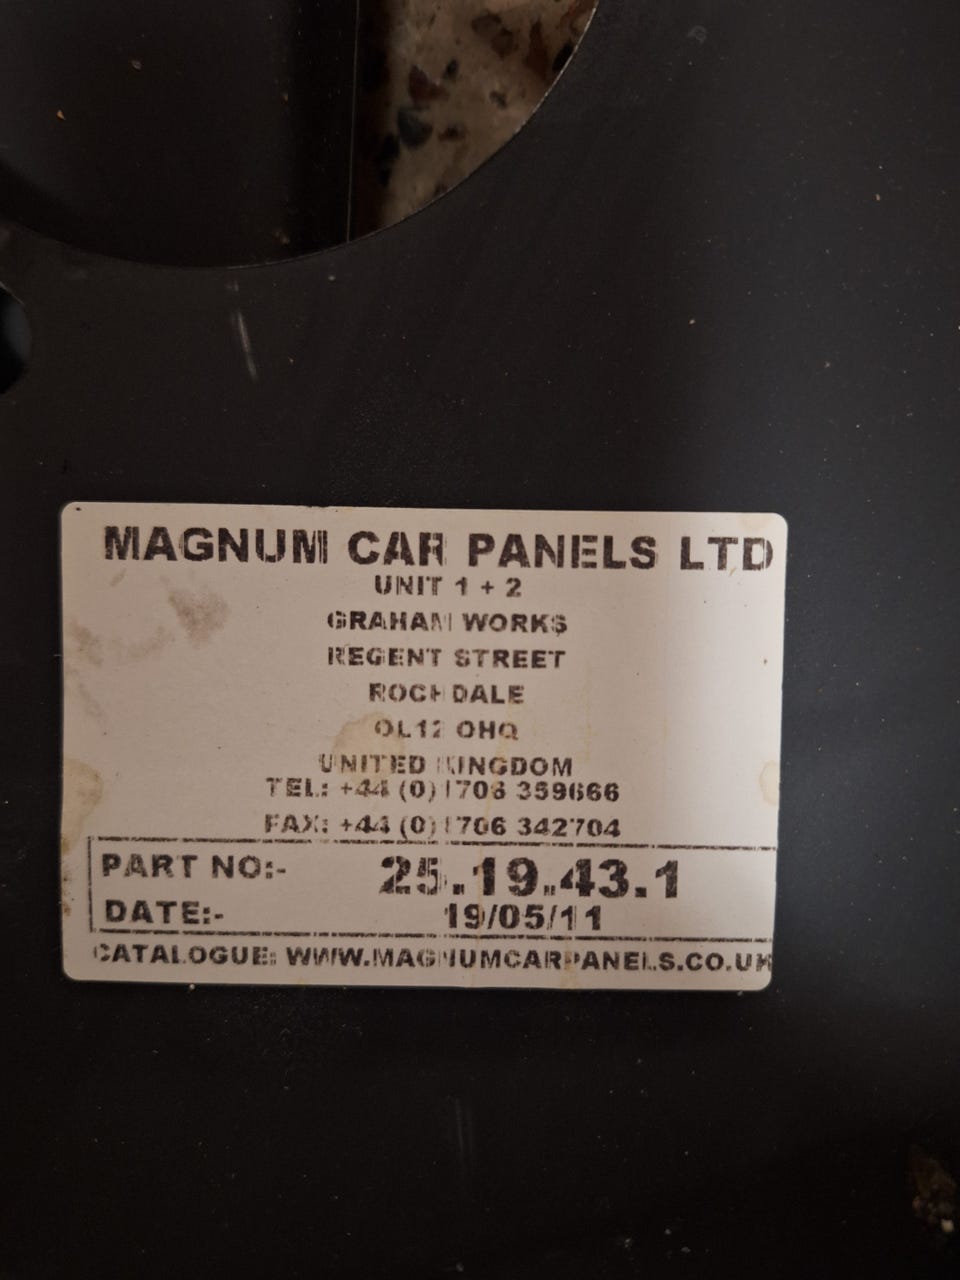 MAGNUM CAR PANELS LTD
UNIT 1 + 2
GRAHAM WORKS
REGENT STREET
ROCHDALE
OL12 0HQ
UNITED KINGDOM
TEL: +44 (0)1706 359666
FAX: +44 (0)1706 342704
PART NO:- 25.19.43.1
DATE:- 19/05/11
CATALOGUE: WWW.MAGNUMCARPANELS.CO.UK